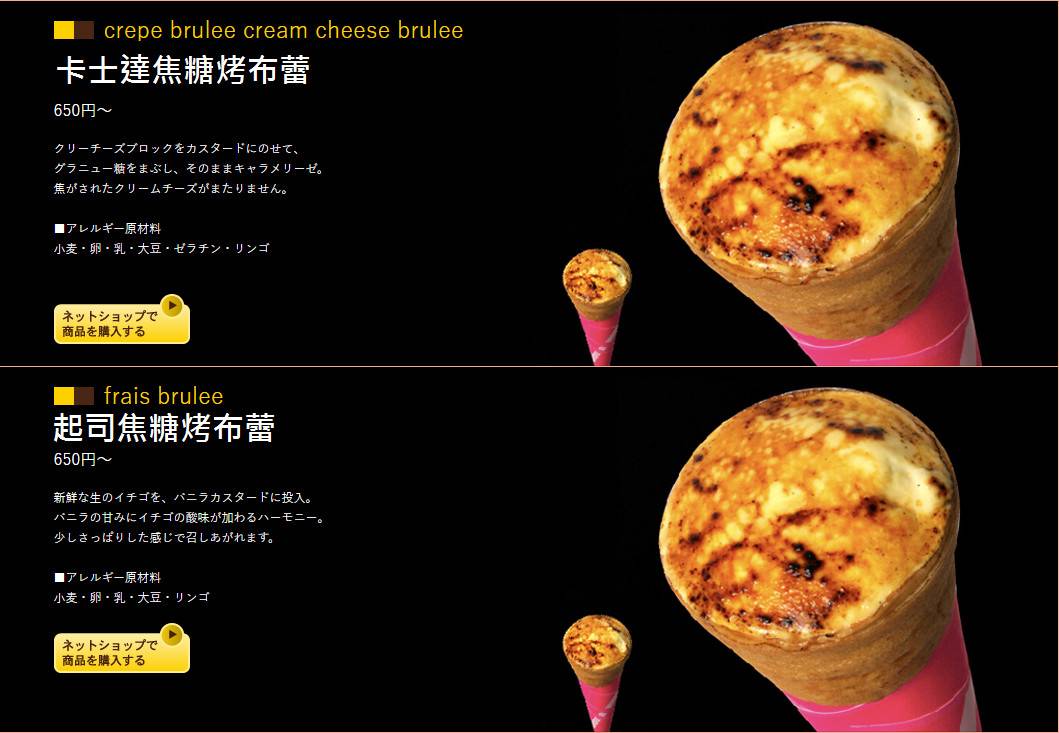 crepe brulee cream cheese brulee
卡士達焦糖烤布蕾
650円～
クリーチーズブロックをカスタードにのせて、
グラニュー糖をまぶし、そのままキャラメリーゼ。
焦がされたクリームチーズがまたりません。
■アレルギー原材料
小麦・卵・乳・大豆・ゼラチン・リンゴ
ネットショップで
商品を購入する
frais brulee
起司焦糖烤布蕾
650円～
新鮮な生のイチゴを、バニラカスタードに投入。
バニラの甘みにイチゴの酸味が加わるハーモニー。
少しさっぱりした感じで召しあがれます。
■アレルギー原材料
小麦・卵・乳・大豆・リンゴ
ネットショップで
商品を購入する